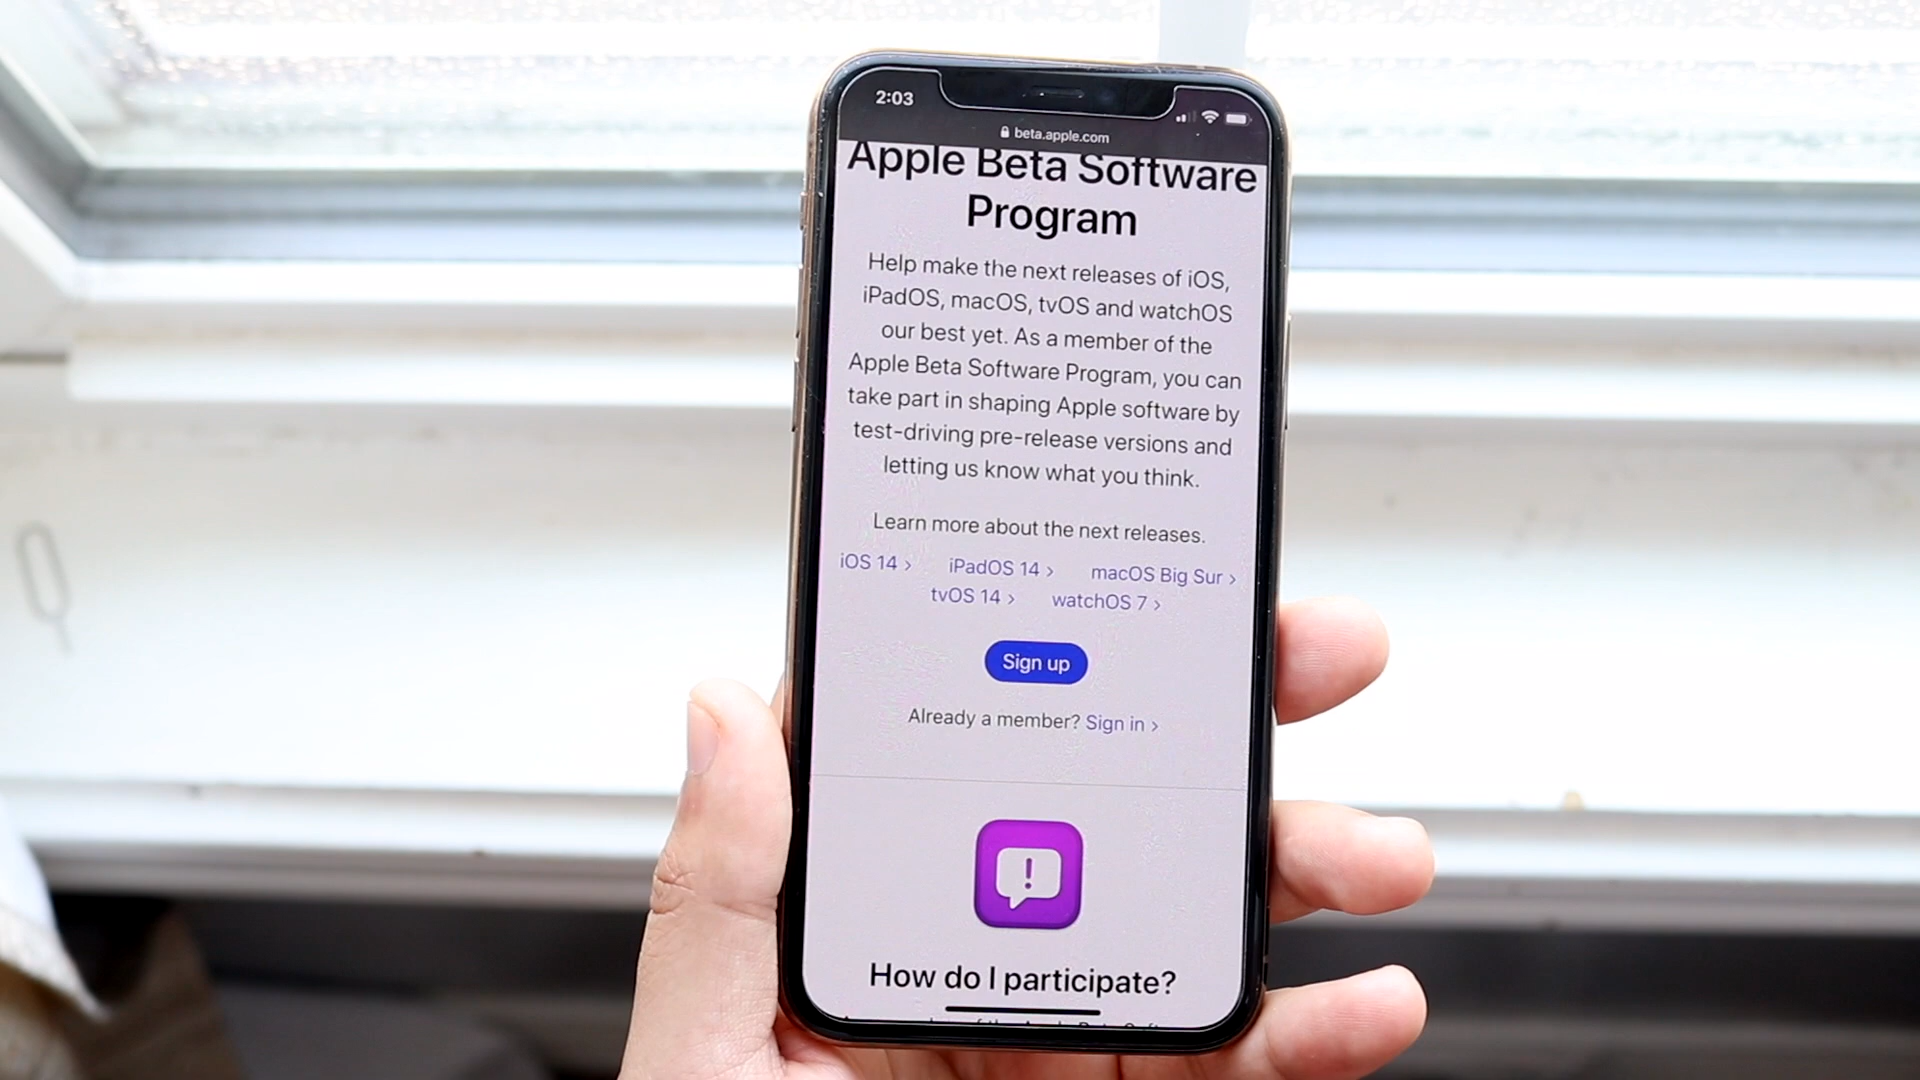 2:03
beta.apple.com
Apple Beta Software
Program
Help make the next releases of iOS,
iPadOS, macOS, tvOS and watchOS
our best yet. As a member of the
Apple Beta Software Program, you can
take part in shaping Apple software by
test-driving pre-release versions and
letting us know what you think.
Learn more about the next releases.
iOS 14 > iPadOS 14 > macOS Big Sur >
tvOS 14 > watchOS 7 >
Sign up
Already a member? Sign in >
!
How do I participate?